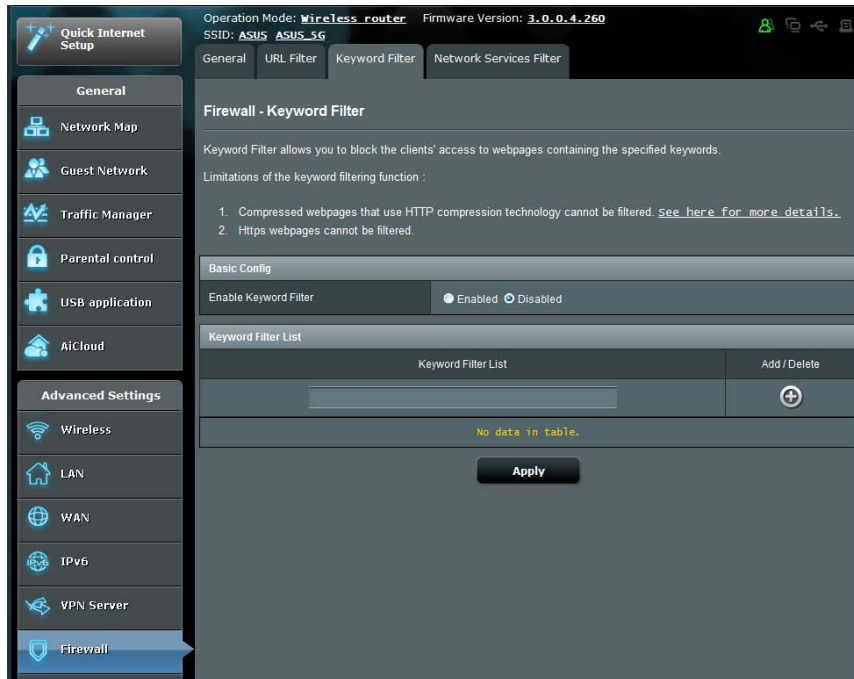 Quick Internet
Setup
Operation Mode: Wireless router Firmware Version: 3.0.0.4.260
SSID: ASUS ASUS_5G
General URL Filter Keyword Filter Network Services Filter
General
Network Map
Guest Network
Traffic Manager
Parental control
USB application
AiCloud
Advanced Settings
Wireless
LAN
WAN
IPv6
IPv6
VPN Server
Firewall
Firewall - Keyword Filter
Keyword Filter allows you to block the clients' access to webpages containing the specified keywords.
Limitations of the keyword filtering function :
1. Compressed webpages that use HTTP compression technology cannot be filtered. See here for more details.
2. Https webpages cannot be filtered.
Basic Config
Enable Keyword Filter Enabled Disabled
Keyword Filter List
Keyword Filter List Add / Delete
No data in table.
Apply